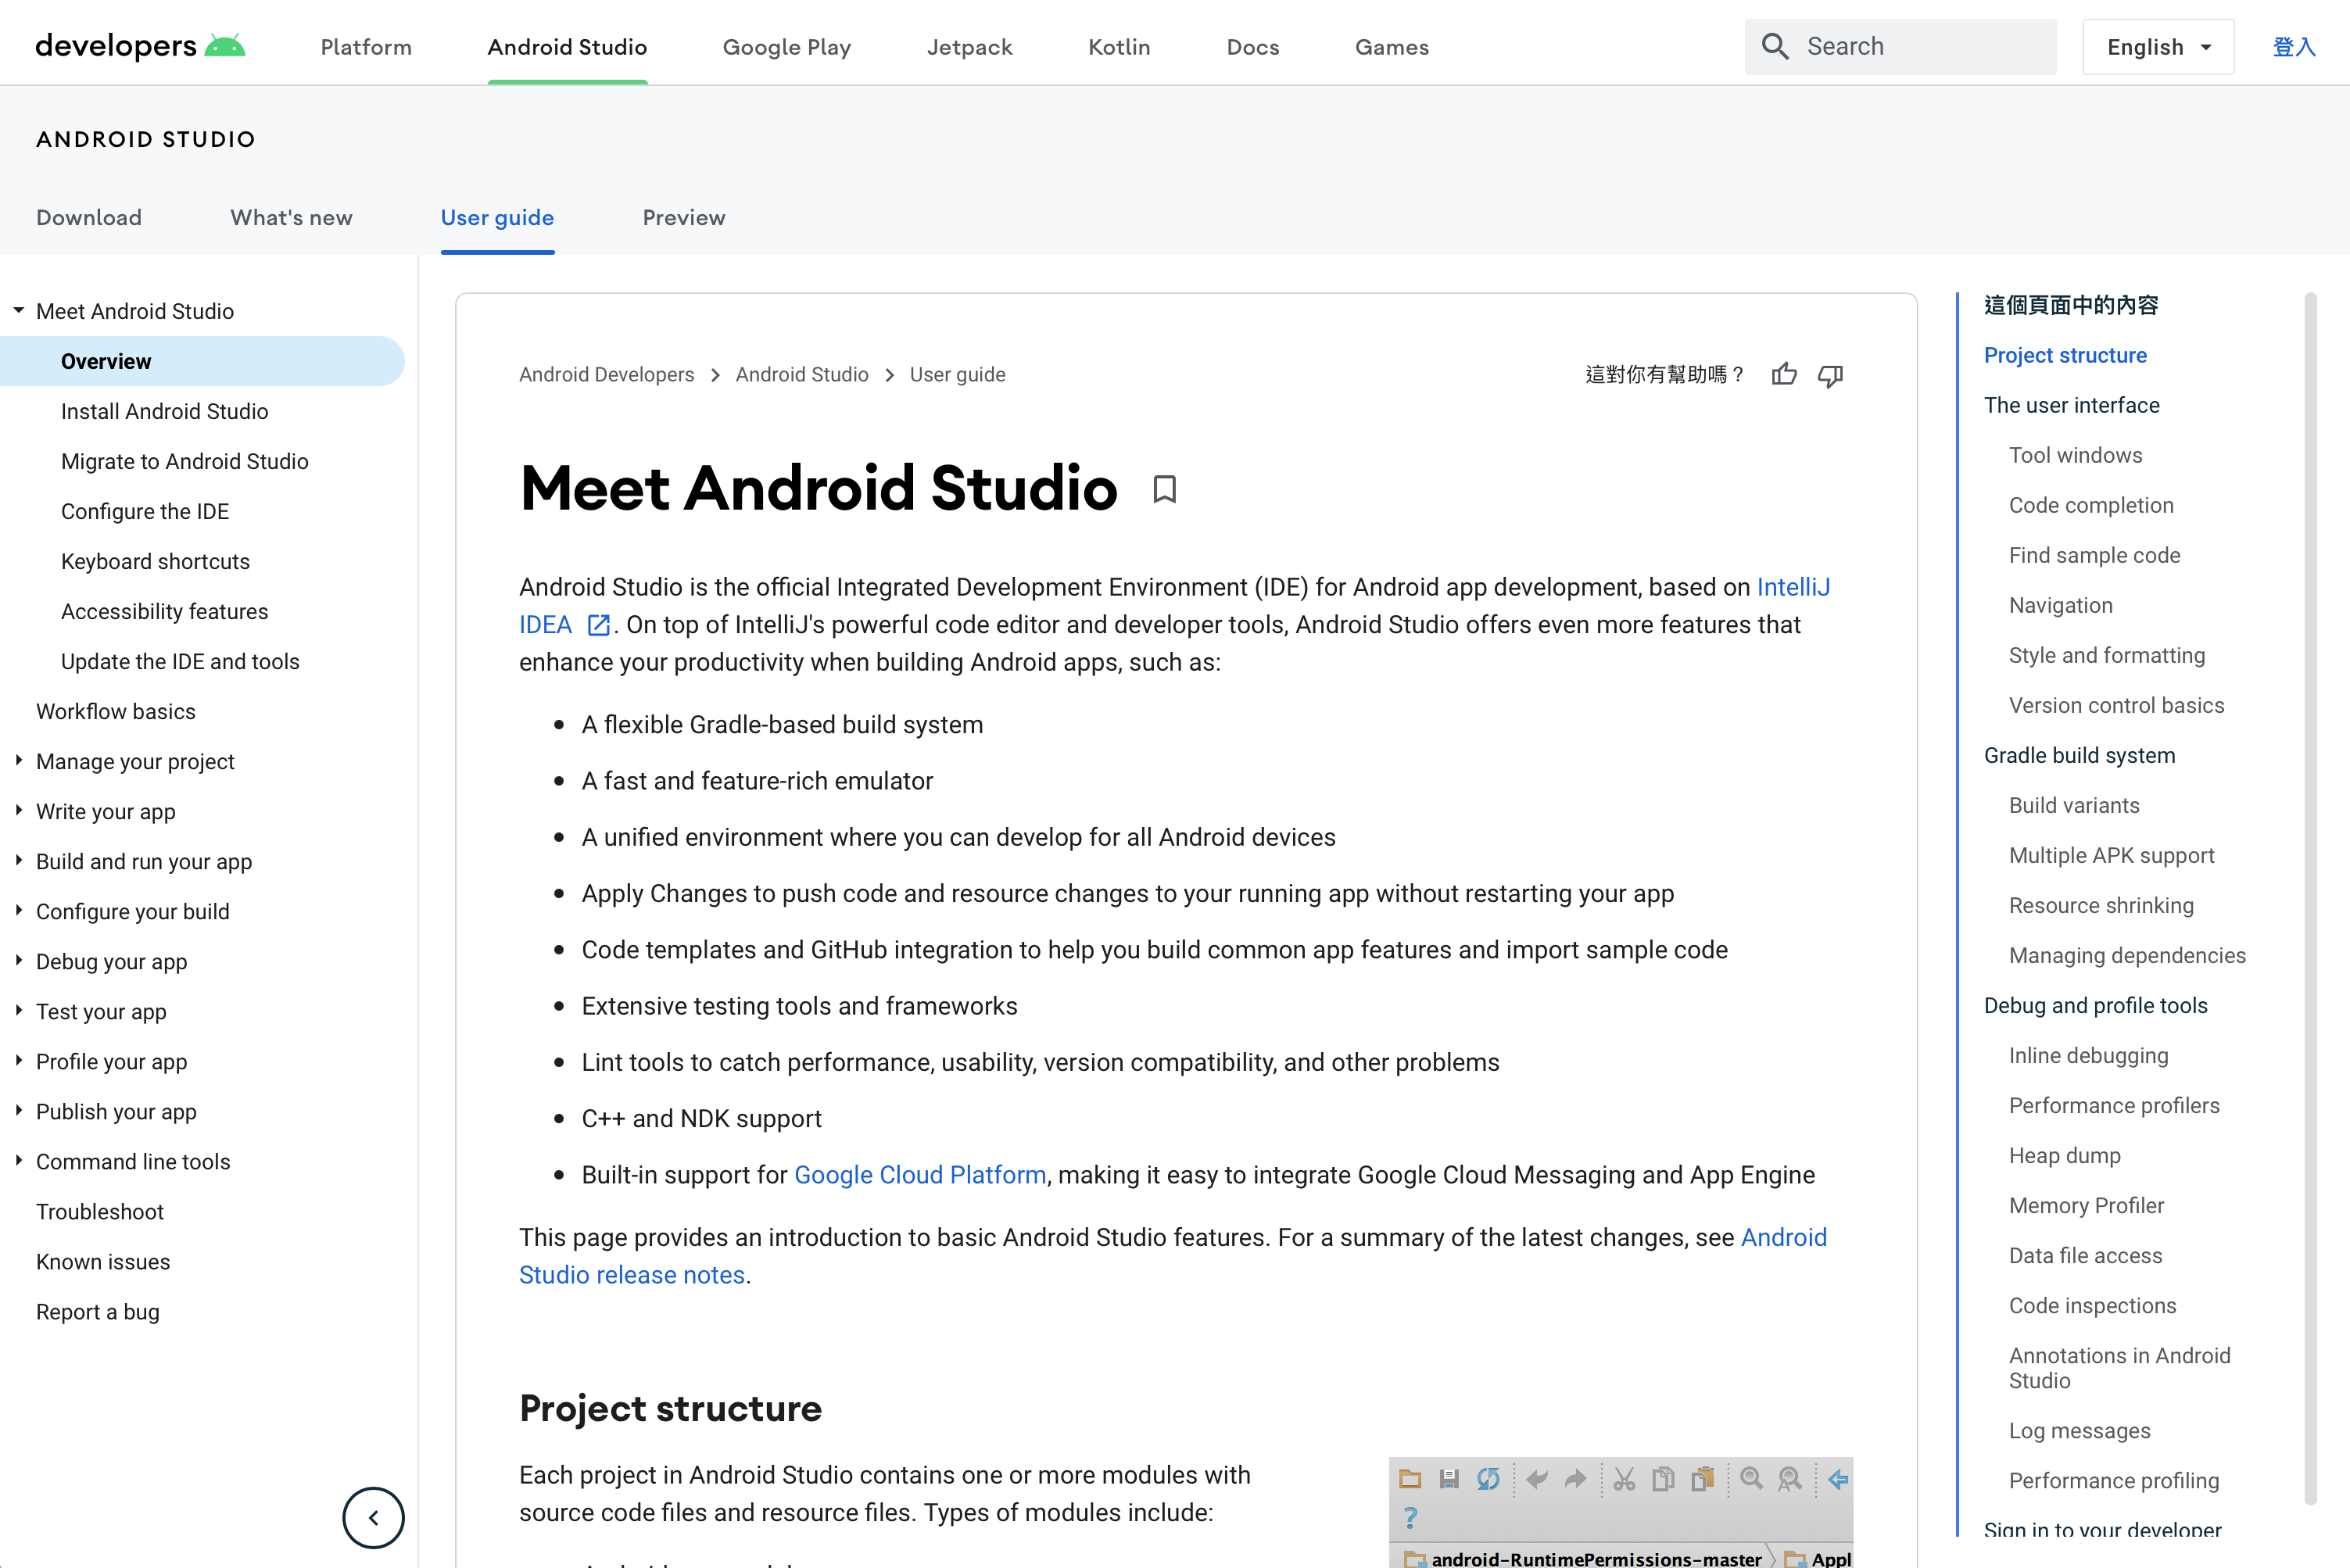 developers
Platform
Android Studio
Google Play
Jetpack
Kotlin
Docs
Games
Search
English
登入
ANDROID STUDIO
Download
What's new
User guide
Preview
Meet Android Studio
Overview
Install Android Studio
Migrate to Android Studio
Configure the IDE
Keyboard shortcuts
Accessibility features
Update the IDE and tools
Workflow basics
Manage your project
Write your app
Build and run your app
Configure your build
Debug your app
Test your app
Profile your app
Publish your app
Command line tools
Troubleshoot
Known issues
Report a bug
Android Developers > Android Studio > User guide
這對你有幫助嗎？
Meet Android Studio
Android Studio is the official Integrated Development Environment (IDE) for Android app development, based on IntelliJ
IDEA . On top of IntelliJ's powerful code editor and developer tools, Android Studio offers even more features that
enhance your productivity when building Android apps, such as:
• A flexible Gradle-based build system
• A fast and feature-rich emulator
• A unified environment where you can develop for all Android devices
• Apply Changes to push code and resource changes to your running app without restarting your app
• Code templates and GitHub integration to help you build common app features and import sample code
• Extensive testing tools and frameworks
• Lint tools to catch performance, usability, version compatibility, and other problems
• C++ and NDK support
• Built-in support for Google Cloud Platform, making it easy to integrate Google Cloud Messaging and App Engine
This page provides an introduction to basic Android Studio features. For a summary of the latest changes, see Android
Studio release notes.
Project structure
Each project in Android Studio contains one or more modules with
source code files and resource files. Types of modules include:
android-RuntimePermissions-master
Appl
這個頁面中的內容
Project structure
The user interface
Tool windows
Code completion
Find sample code
Navigation
Style and formatting
Version control basics
Gradle build system
Build variants
Multiple APK support
Resource shrinking
Managing dependencies
Debug and profile tools
Inline debugging
Performance profilers
Heap dump
Memory Profiler
Data file access
Code inspections
Annotations in Android
Studio
Log messages
Performance profiling
Sign in to your developer